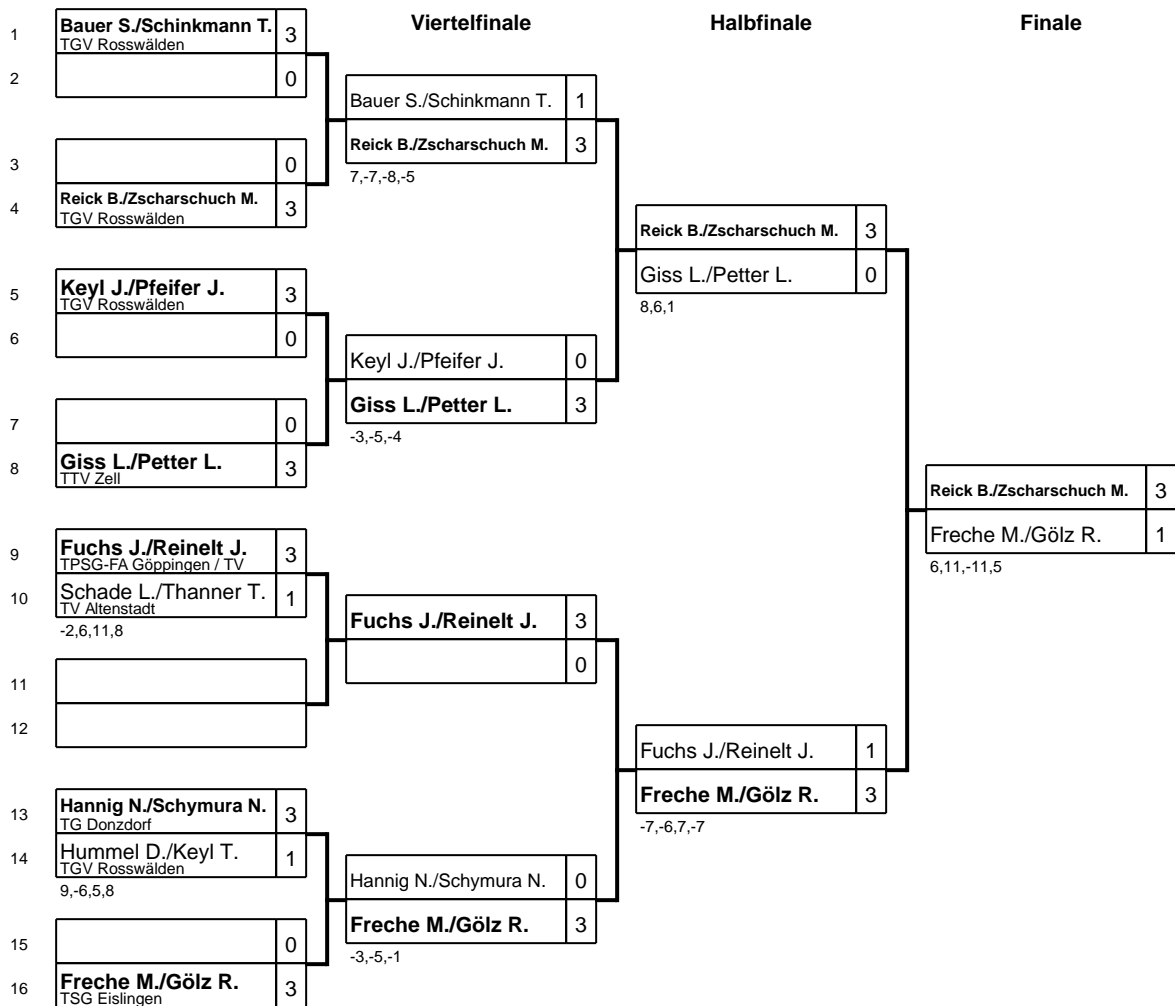 Viertelfinale
Halbfinale
Finale
1
Bauer S./Schinkmann T.
3
TGV Rosswälden
2
0
Bauer S./Schinkmann T.
1
Reick B./Zscharschuch M.
3
7,-7,-8,-5
3
0
4
Reick B./Zscharschuch M.
3
TGV Rosswälden
Reick B./Zscharschuch M.
3
Giss L./Petter L.
0
8,6,1
5
Keyl J./Pfeifer J.
3
TGV Rosswälden
6
0
Keyl J./Pfeifer J.
0
Giss L./Petter L.
3
-3,-5,-4
7
0
8
Giss L./Petter L.
3
TTV Zell
Reick B./Zscharschuch M.
3
Freche M./Gölz R.
1
6,11,-11,5
9
Fuchs J./Reinelt J.
3
TPSG-FA Göppingen / TV
10
Schade L./Thanner T.
1
TV Altenstadt
-2,6,11,8
Fuchs J./Reinelt J.
3
0
11
12
Fuchs J./Reinelt J.
1
Freche M./Gölz R.
3
-7,-6,7,-7
13
Hannig N./Schymura N.
3
TG Donzdorf
14
Hummel D./Keyl T.
1
TGV Rosswälden
9,-6,5,8
Hannig N./Schymura N.
0
Freche M./Gölz R.
3
-3,-5,-1
15
0
16
Freche M./Gölz R.
3
TSG Eislingen